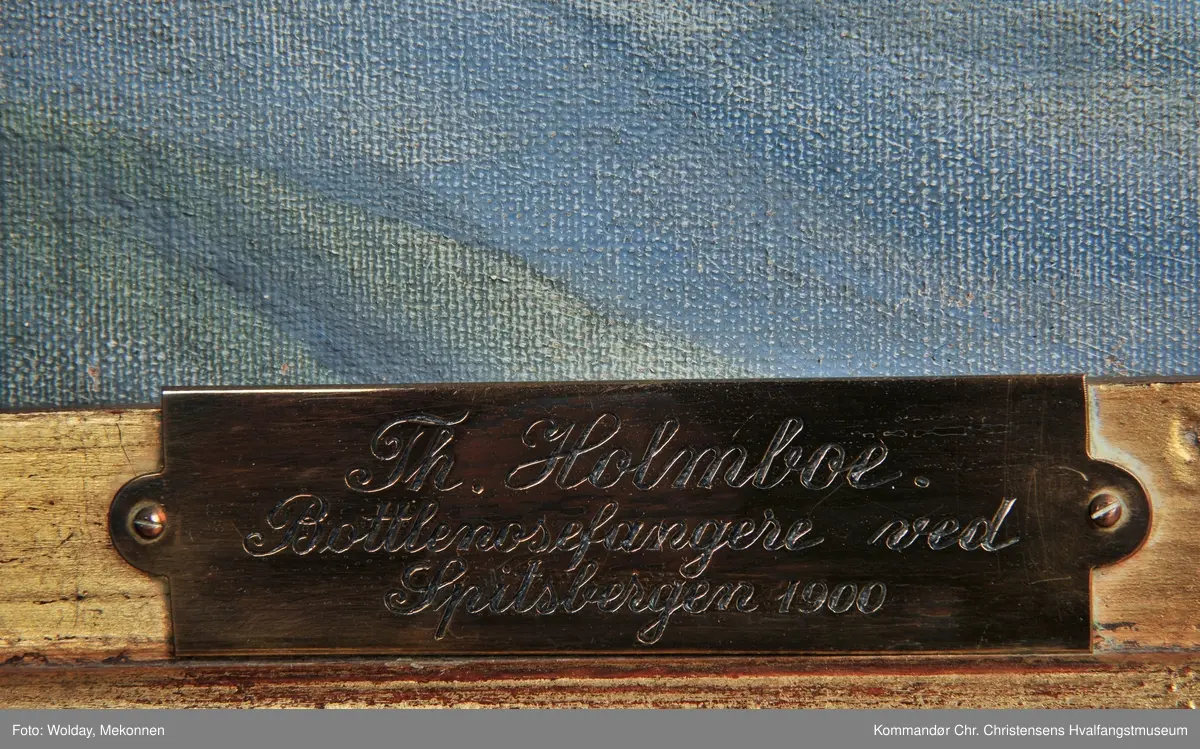 Th. Holmboe.
Bottlenosefangere ved
Spitsbergen 1900
Foto: Wolday, Mekonnen
Kommandør Chr. Christensens Hvalfangstmuseum